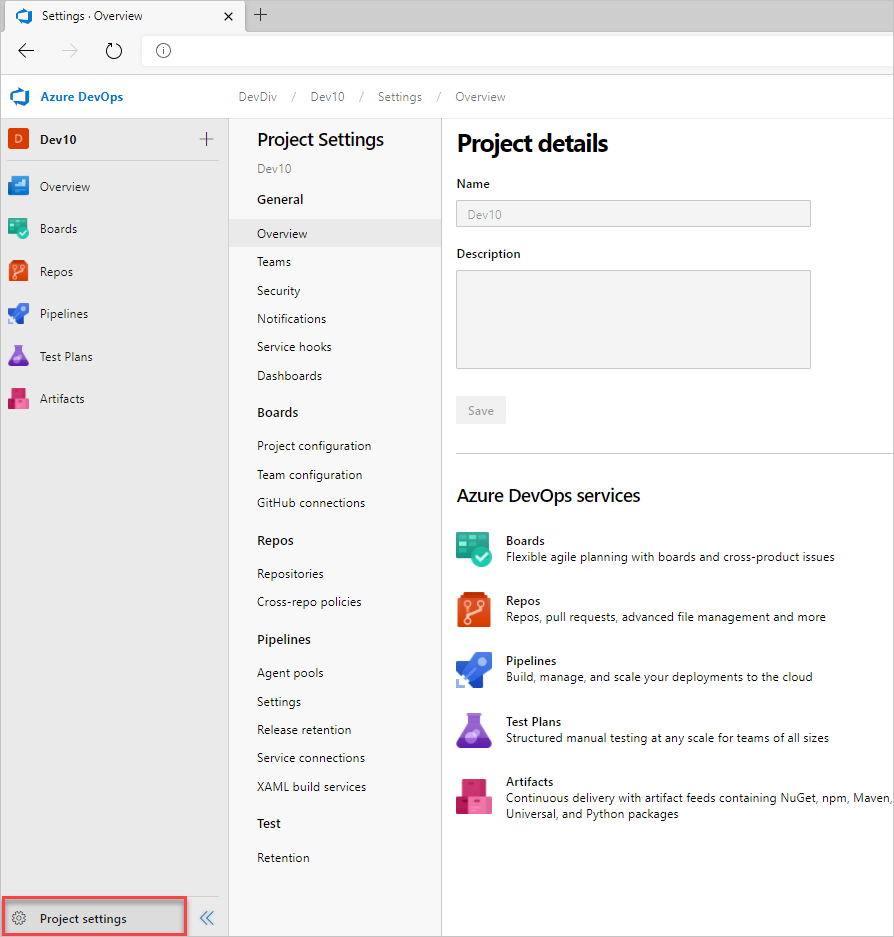 Settings · Overview
Azure DevOps
DevDiv / Dev10 / Settings / Overview
D Dev10
Overview
Boards
Repos
Pipelines
Test Plans
Artifacts
Project settings
Project Settings
Dev10
General
Overview
Teams
Security
Notifications
Service hooks
Dashboards
Boards
Project configuration
Team configuration
GitHub connections
Repos
Repositories
Cross-repo policies
Pipelines
Agent pools
Settings
Release retention
Service connections
XAML build services
Test
Retention
Project details
Name
Dev10
Description
Save
Azure DevOps services
Boards
Flexible agile planning with boards and cross-product issues
Repos
Repos, pull requests, advanced file management and more
Pipelines
Build, manage, and scale your deployments to the cloud
Test Plans
Structured manual testing at any scale for teams of all sizes
Artifacts
Continuous delivery with artifact feeds containing NuGet, npm, Maven,
Universal, and Python packages